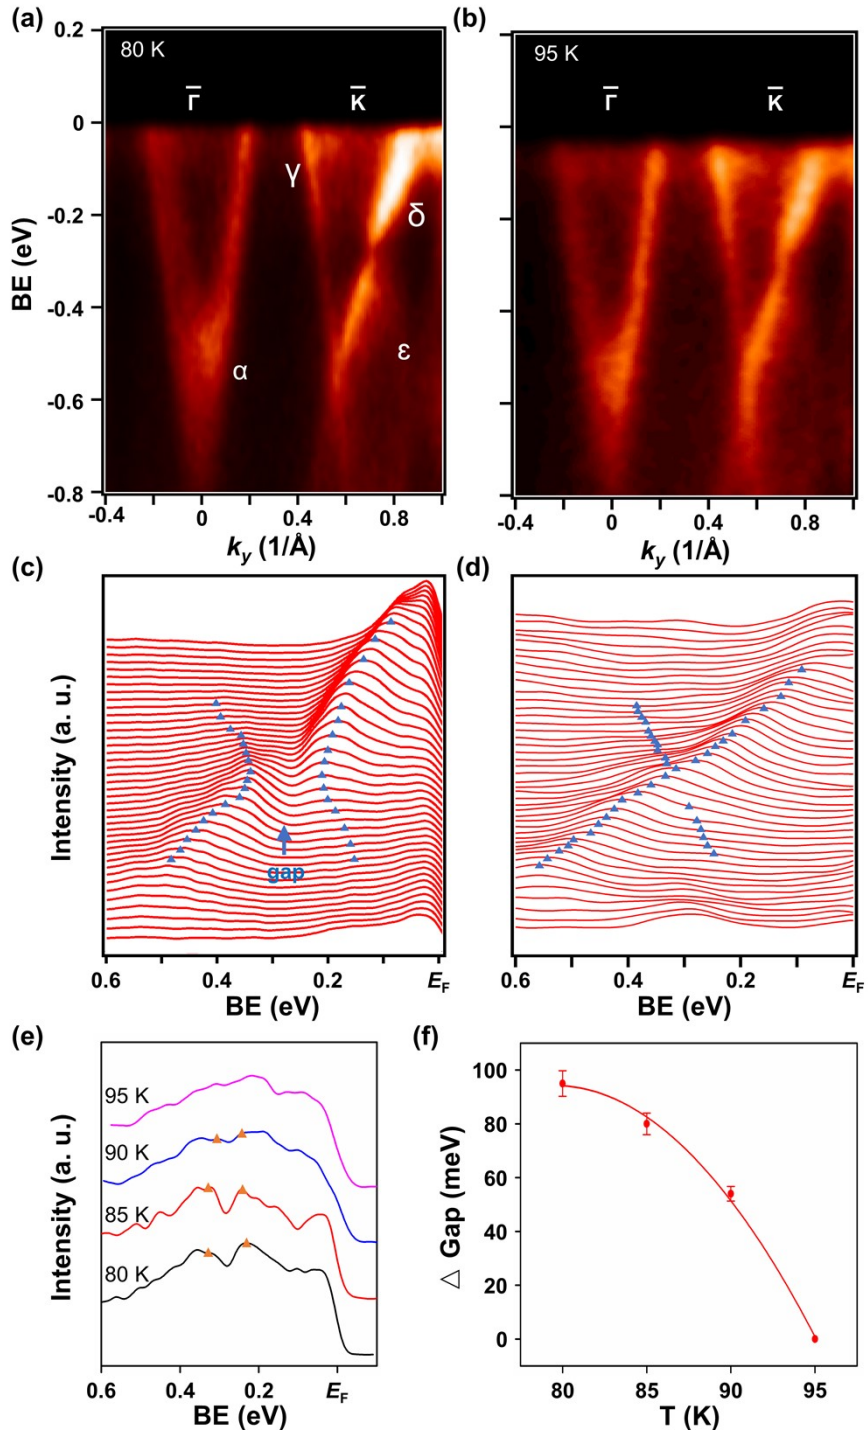 (a)
(b)
0.2
0
-0.2
-0.4
-0.6
-0.8
BE (eV)
80 K
Γ̅
K̅
γ
δ
ε
α
-0.4
0
0.4
0.8
k_y (1/Å)
95 K
Γ̅
K̅
-0.4
0
0.4
0.8
k_y (1/Å)
(c)
(d)
Intensity (a. u.)
gap
0.6
0.4
0.2
E_F
BE (eV)
0.6
0.4
0.2
E_F
BE (eV)
(e)
(f)
Intensity (a. u.)
95 K
90 K
85 K
80 K
0.6
0.4
0.2
E_F
BE (eV)
△ Gap (meV)
100
80
60
40
20
0
80
85
90
95
T (K)